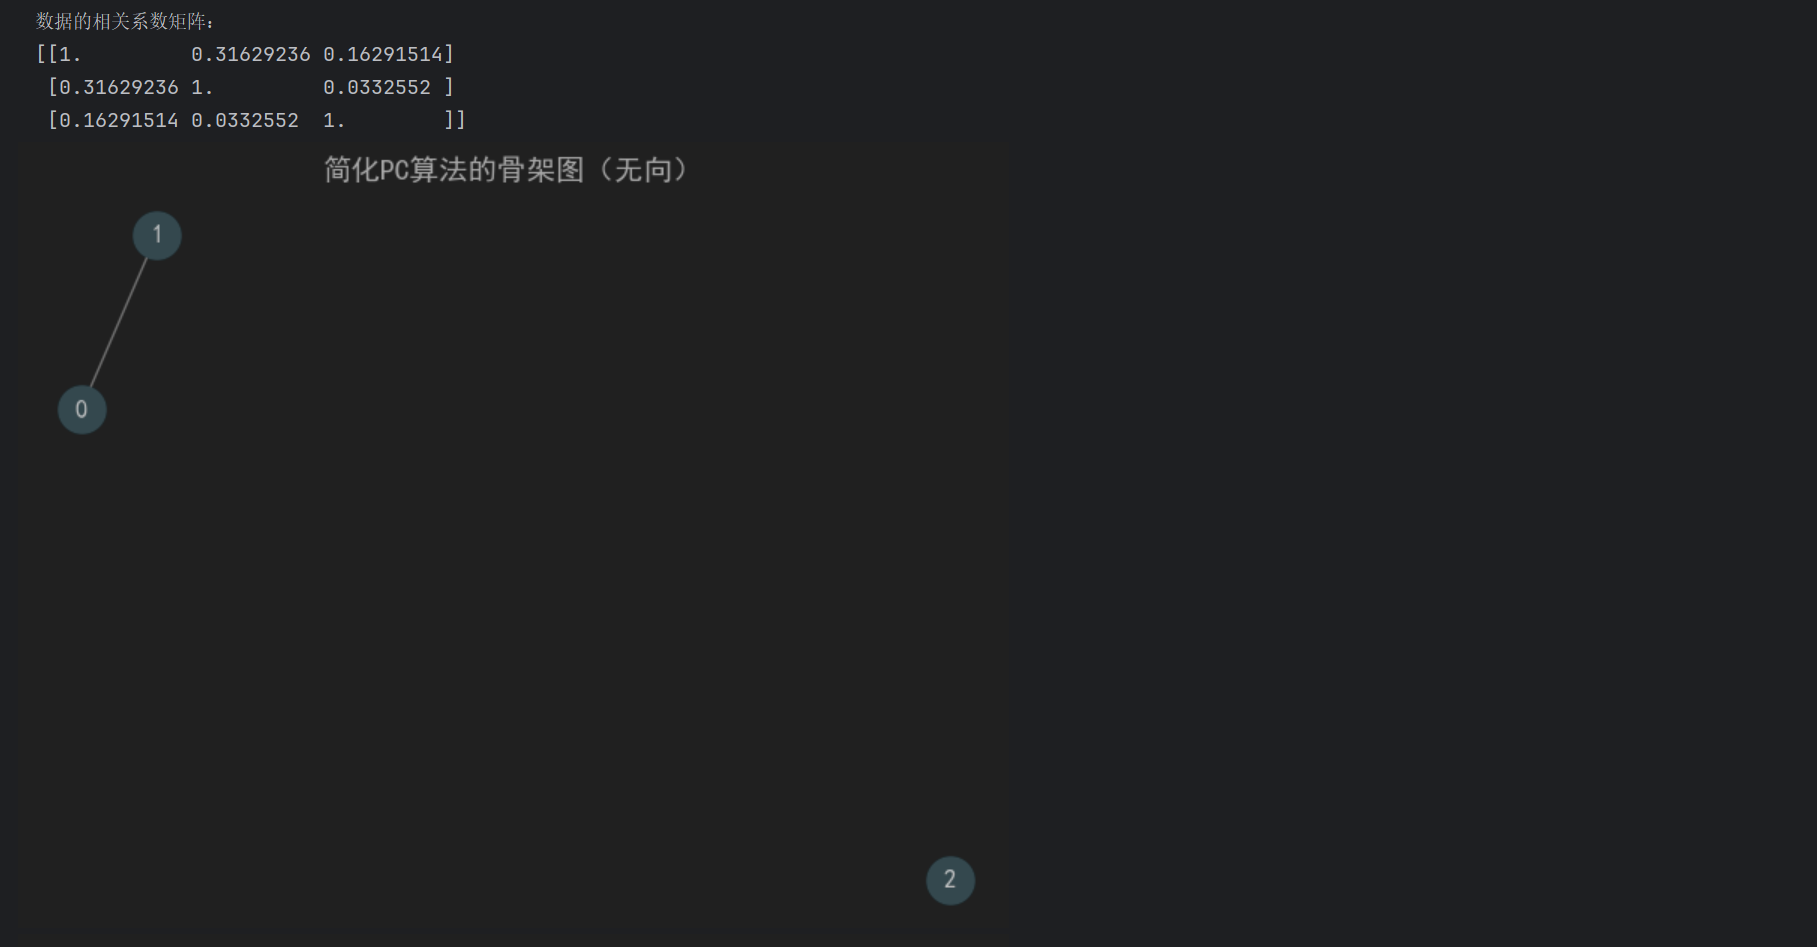 数据的相关系数矩阵：
[[1.         0.31629236 0.16291514]
 [0.31629236 1.         0.0332552 ]
 [0.16291514 0.0332552  1.        ]]
简化PC算法的骨架图（无向）
1
0
2